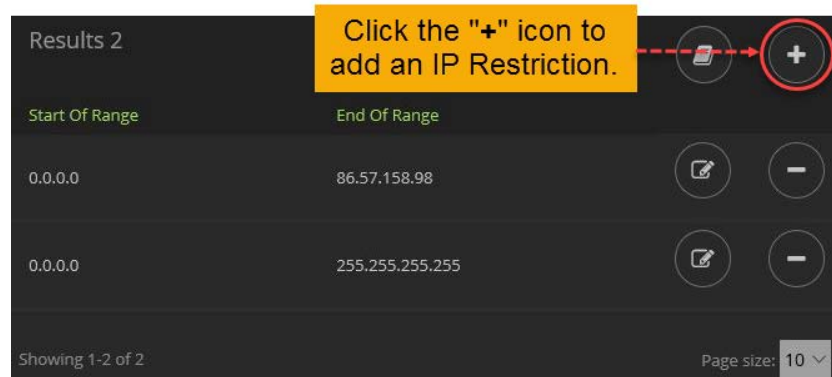 Results 2
Click the "+" icon to
add an IP Restriction.
Start Of Range End Of Range
0.0.0.0 86.57.158.98
0.0.0.0 255.255.255.255
Showing 1-2 of 2 Page size: 10